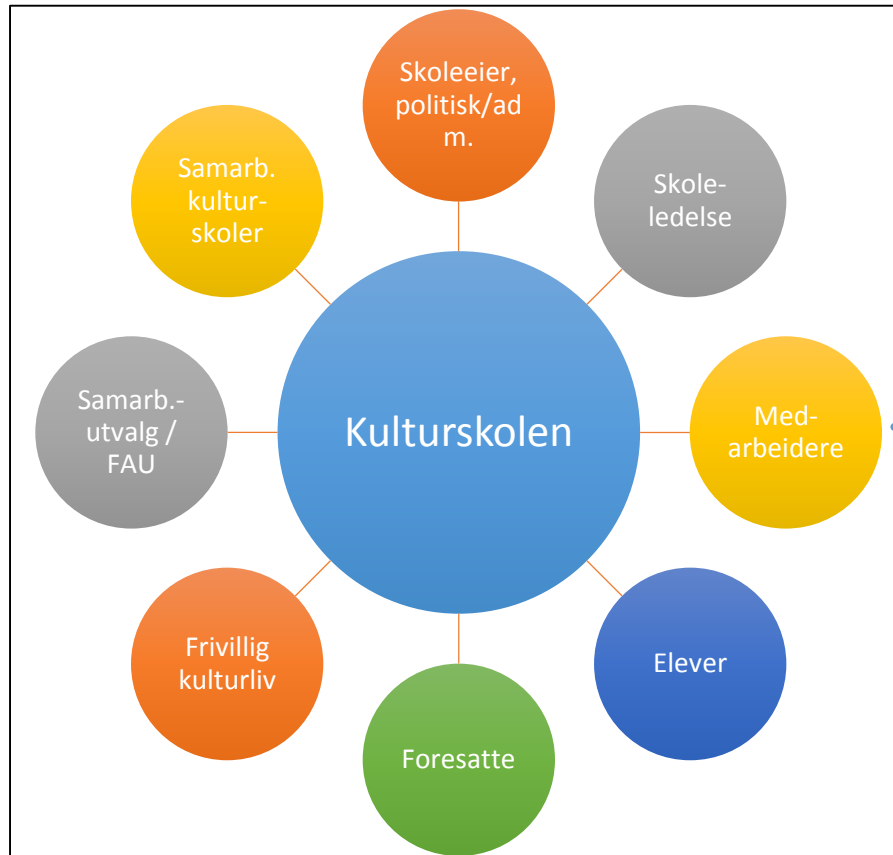 Skoleeier,
politisk/ad
m.
Skole-
ledelse
Med-
arbeidere
Elever
Foresatte
Frivillig
kulturliv
Samarb.-
utvalg /
FAU
Samarb.
kultur-
skoler
Kulturskolen